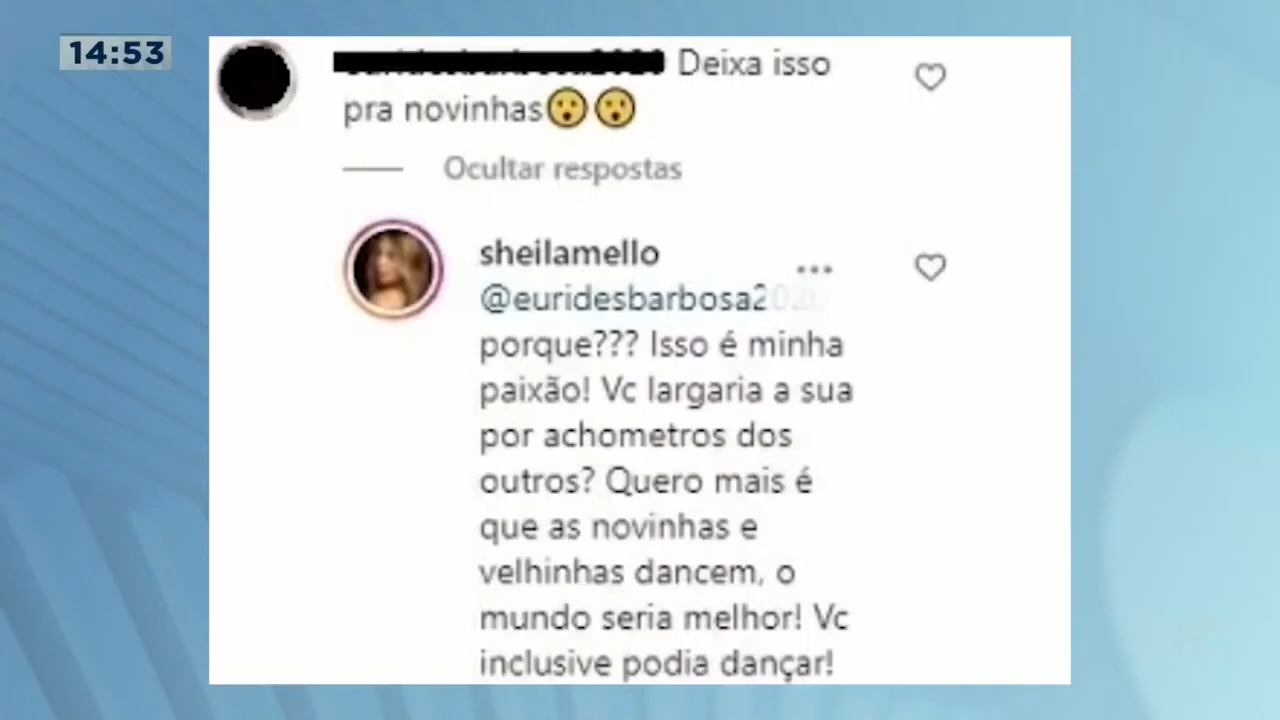 14:53
Deixa isso
pra novinhas😮😮
Ocultar respostas
sheilamello
@euridesbarbosa2020
porque??? Isso é minha
paixão! Vc largaria a sua
por achometros dos
outros? Quero mais é
que as novinhas e
velhinhas dancem, o
mundo seria melhor! Vc
inclusive podia dançar!